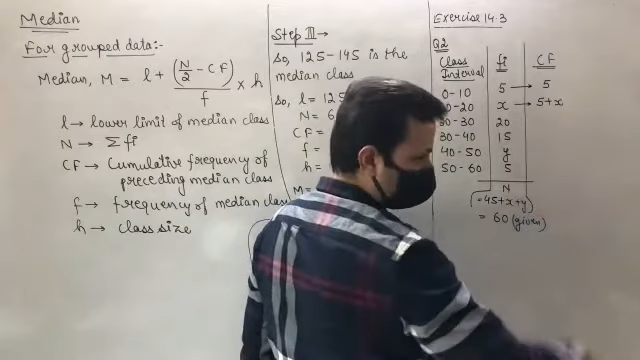 Median
For grouped data:-
Median, M = l + (N/2 - CF)/f × h
l → lower limit of median class
N → Σfi
CF → Cumulative frequency of
preceding median class
f → frequency of median class
h → class size
Step III →
So, 125-145 is the
median class
So, l = 125
N = 6
CF =
f =
h =
M =
Exercise 14.3
Q2
Class Interval fi CF
0-10 5 → 5
-20 x → 5+x
-30 20
30-40 15
40-50 y
50-60 5
N
(= 45+x+y)
= 60 (given)